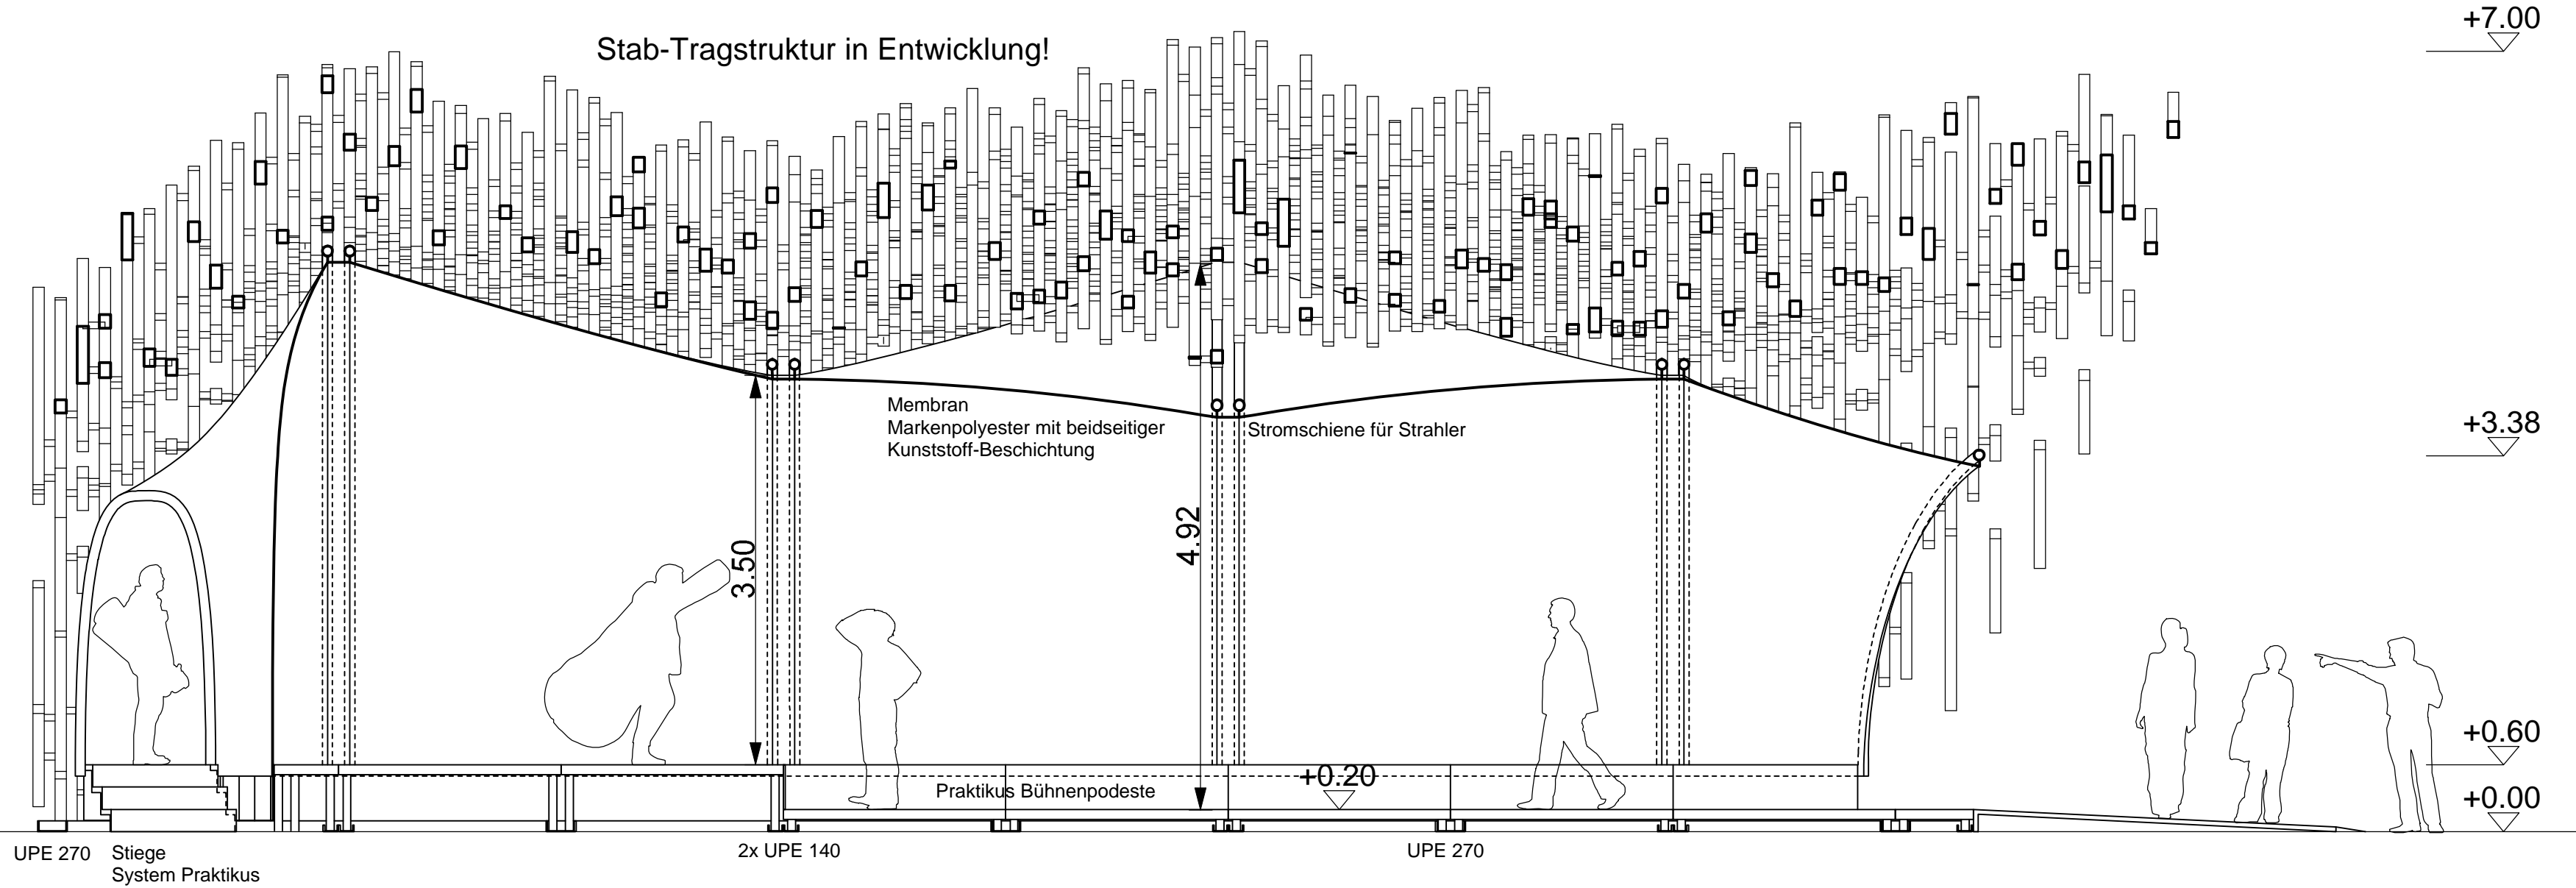 +7.00
Stab-Tragstruktur in Entwicklung!
Membran
Markenpolyester mit beidseitiger
Kunststoff-Beschichtung
Stromschiene für Strahler
+3.38
3.50
4.92
+0.60
+0.20
Praktikus Bühnenpodeste
+0.00
UPE 270
Stiege
System Praktikus
2x UPE 140
UPE 270